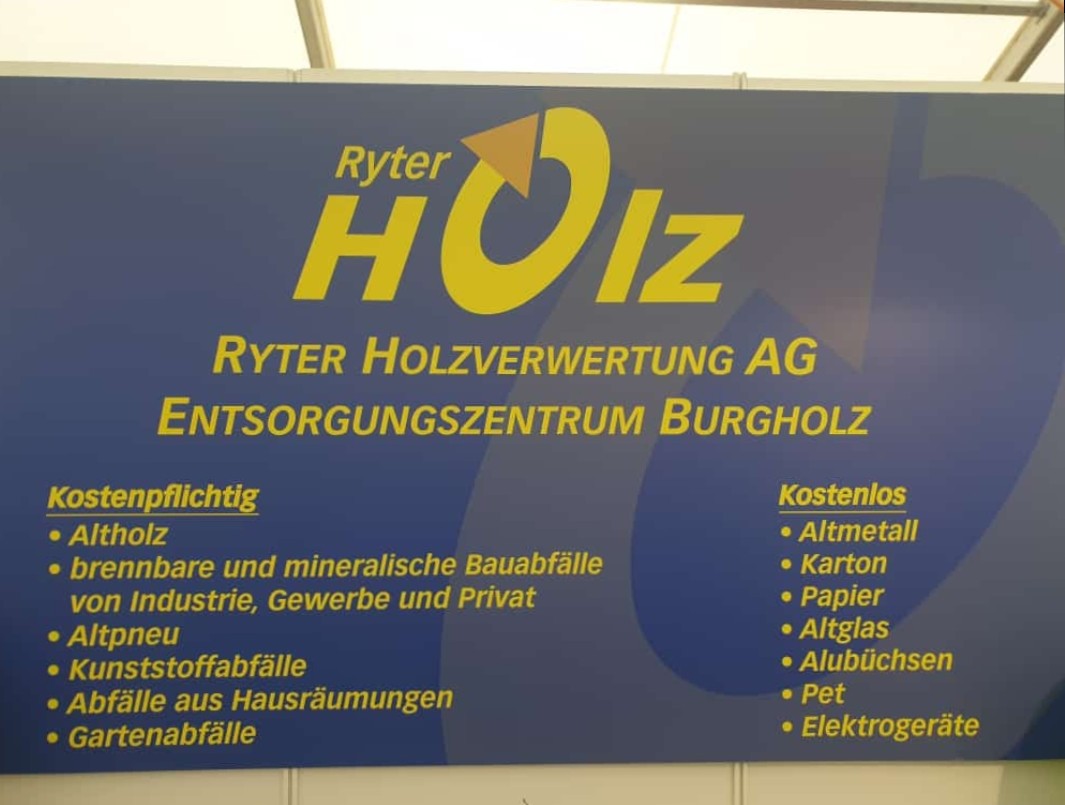 Ryter
Holz
RYTER HOLZVERWERTUNG AG
ENTSORGUNGSZENTRUM BURGHOLZ
Kostenpflichtig
• Altholz
• brennbare und mineralische Bauabfälle
von Industrie, Gewerbe und Privat
• Altpneu
• Kunststoffabfälle
• Abfälle aus Hausräumungen
• Gartenabfälle
Kostenlos
• Altmetall
• Karton
• Papier
• Altglas
• Alubüchsen
• Pet
• Elektrogeräte